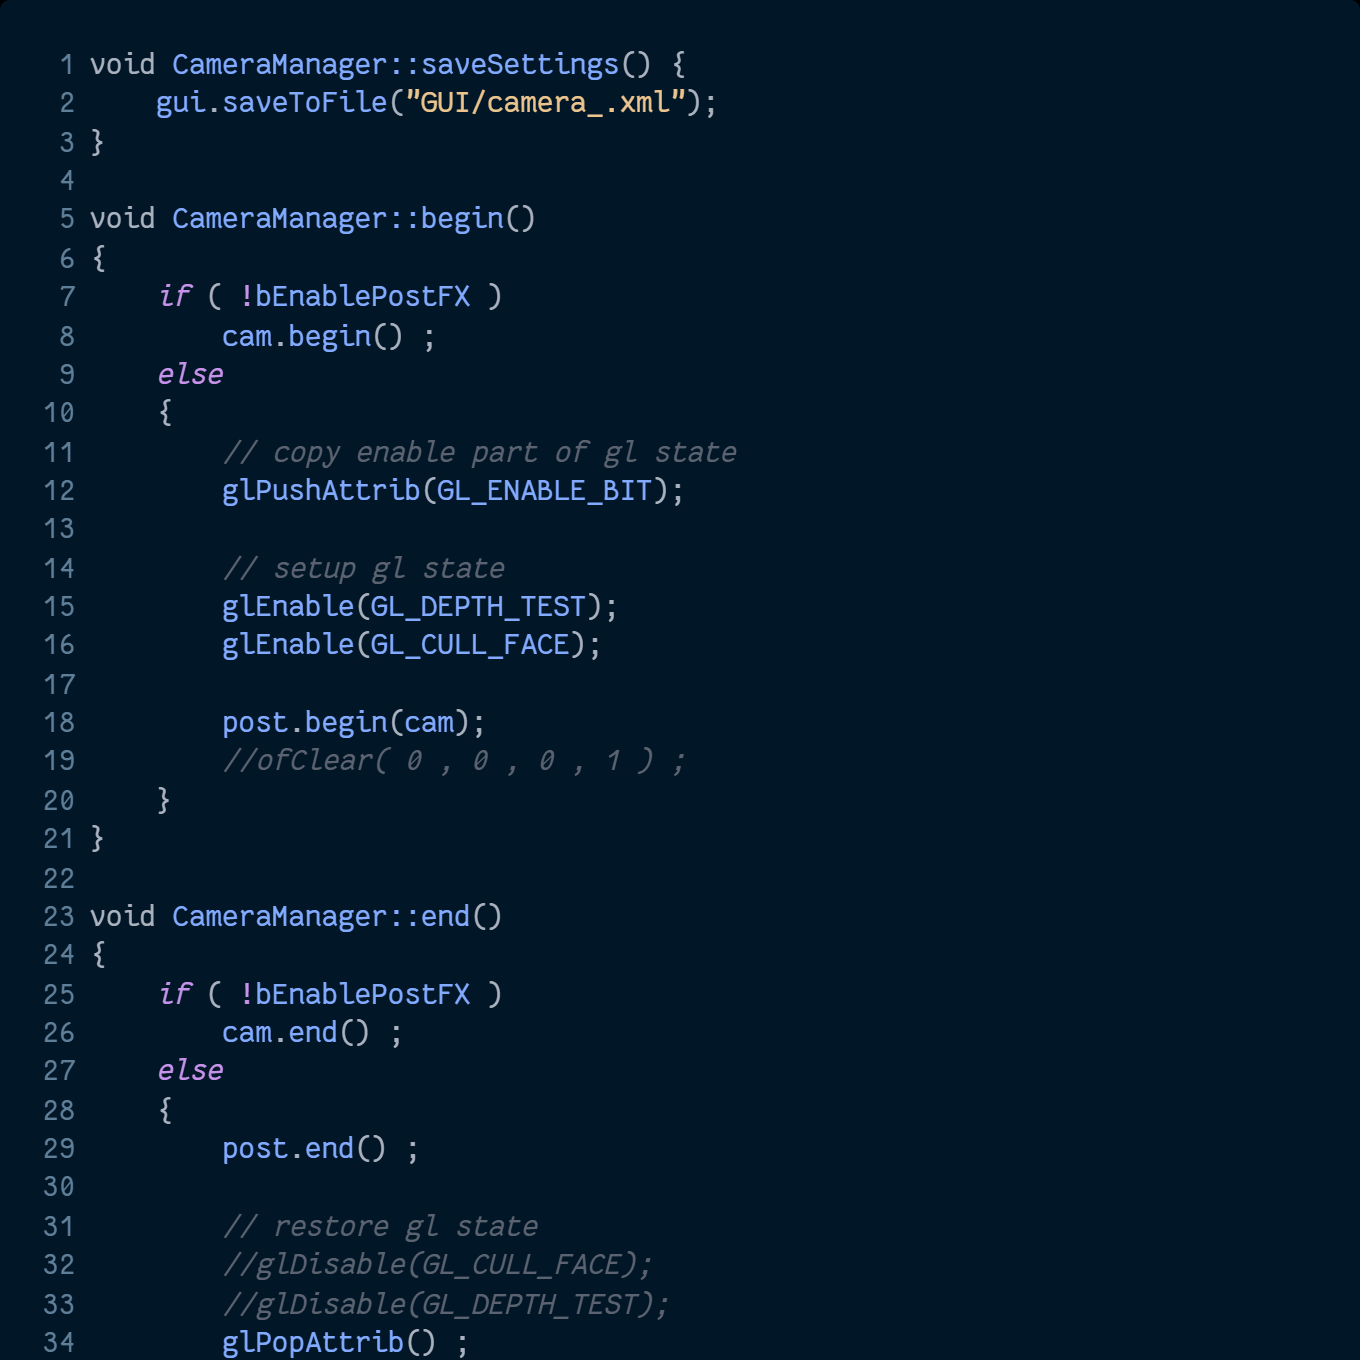 1 void CameraManager::saveSettings() {
2     gui.saveToFile("GUI/camera_.xml");
3 }
4
5 void CameraManager::begin()
6 {
7     if ( !bEnablePostFX )
8         cam.begin() ;
9     else
10     {
11         // copy enable part of gl state
12         glPushAttrib(GL_ENABLE_BIT);
13
14         // setup gl state
15         glEnable(GL_DEPTH_TEST);
16         glEnable(GL_CULL_FACE);
17
18         post.begin(cam);
19         //ofClear( 0 , 0 , 0 , 1 ) ;
20     }
21 }
22
23 void CameraManager::end()
24 {
25     if ( !bEnablePostFX )
26         cam.end() ;
27     else
28     {
29         post.end() ;
30
31         // restore gl state
32         //glDisable(GL_CULL_FACE);
33         //glDisable(GL_DEPTH_TEST);
34         glPopAttrib() ;